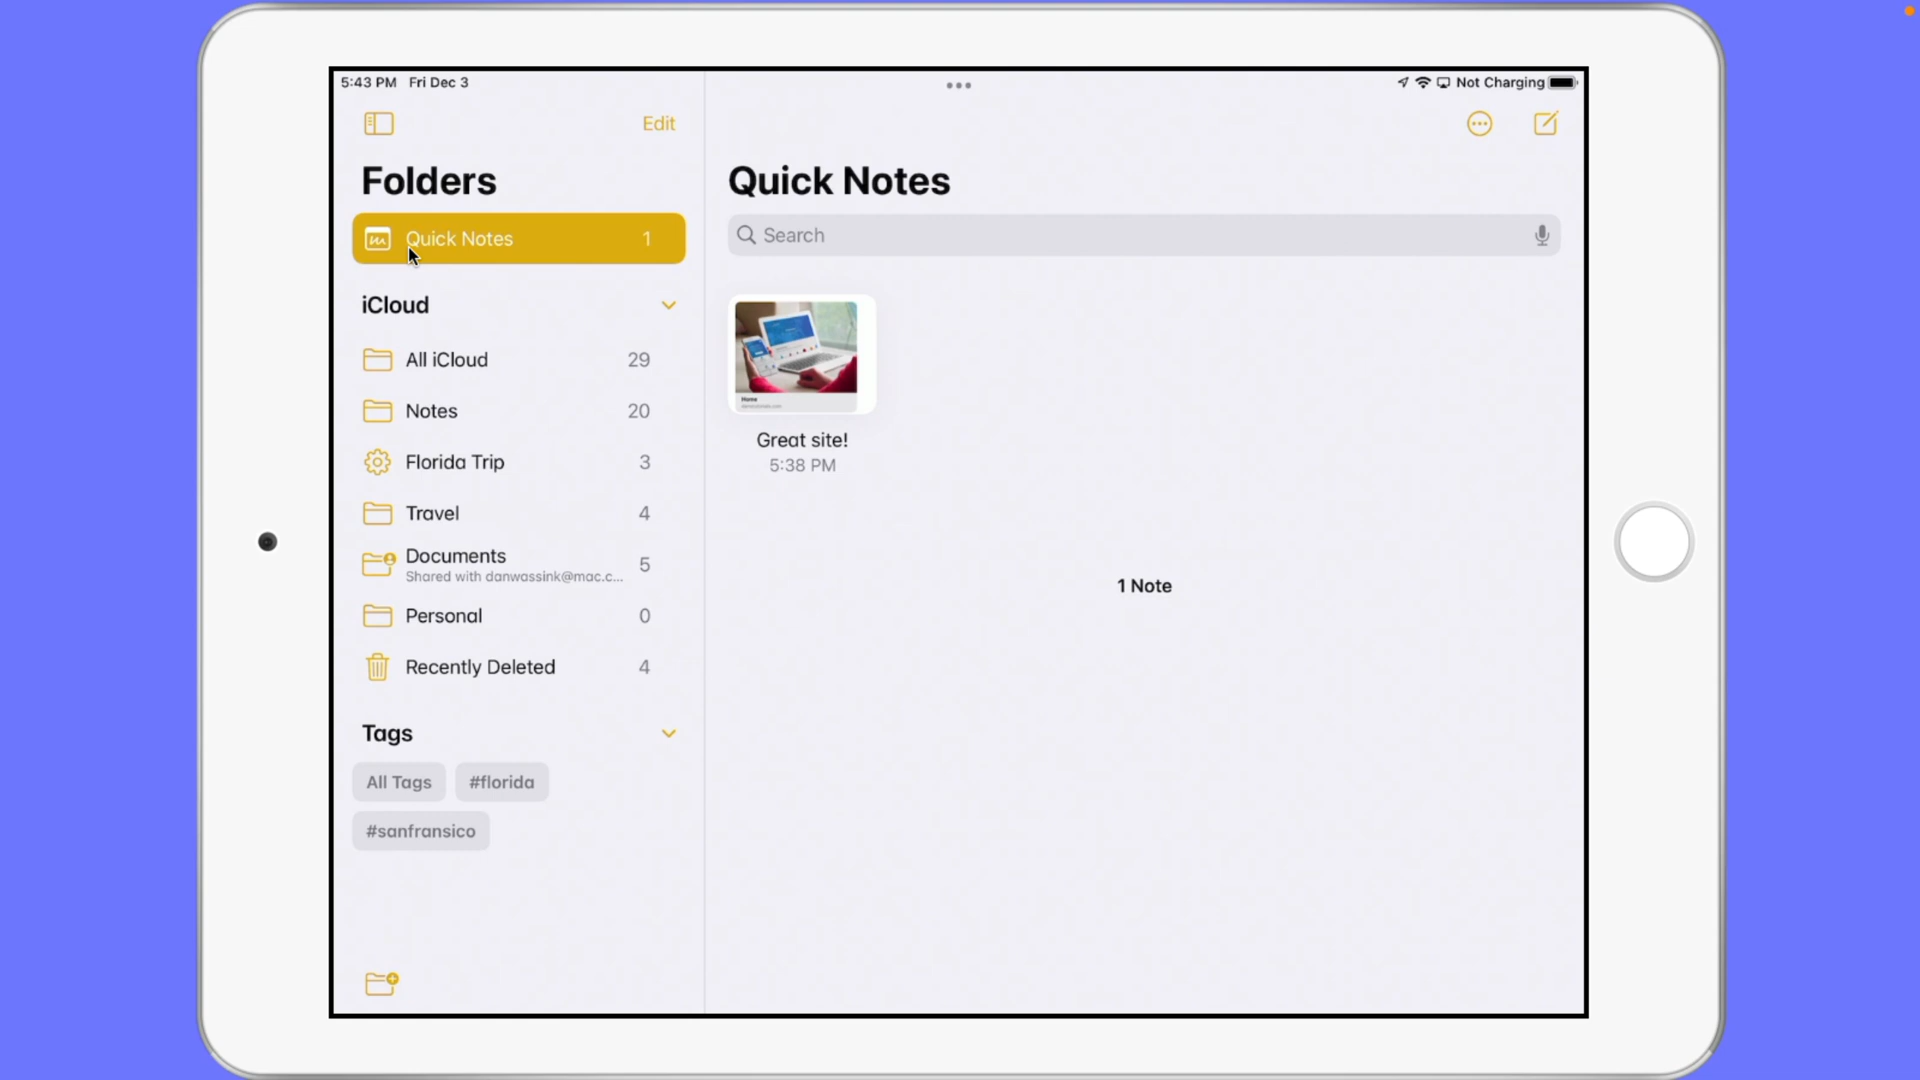 5:43 PM Fri Dec 3
Not Charging
Edit
Folders
Quick Notes 1
iCloud
All iCloud 29
Notes 20
Florida Trip 3
Travel 4
Documents 5
Shared with danwassink@mac.c...
Personal 0
Recently Deleted 4
Tags
All Tags #florida
#sanfransico
Quick Notes
Search
Home
Great site!
5:38 PM
1 Note